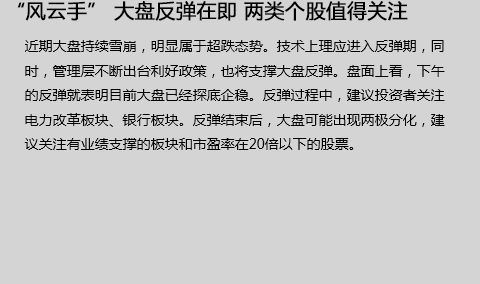 “风云手” 大盘反弹在即 两类个股值得关注
近期大盘持续雪崩，明显属于超跌态势。技术上理应进入反弹期，同
时，管理层不断出台利好政策，也将支撑大盘反弹。盘面上看，下午
的反弹就表明目前大盘已经探底企稳。反弹过程中，建议投资者关注
电力改革板块、银行板块。反弹结束后，大盘可能出现两极分化，建
议关注有业绩支撑的板块和市盈率在20倍以下的股票。